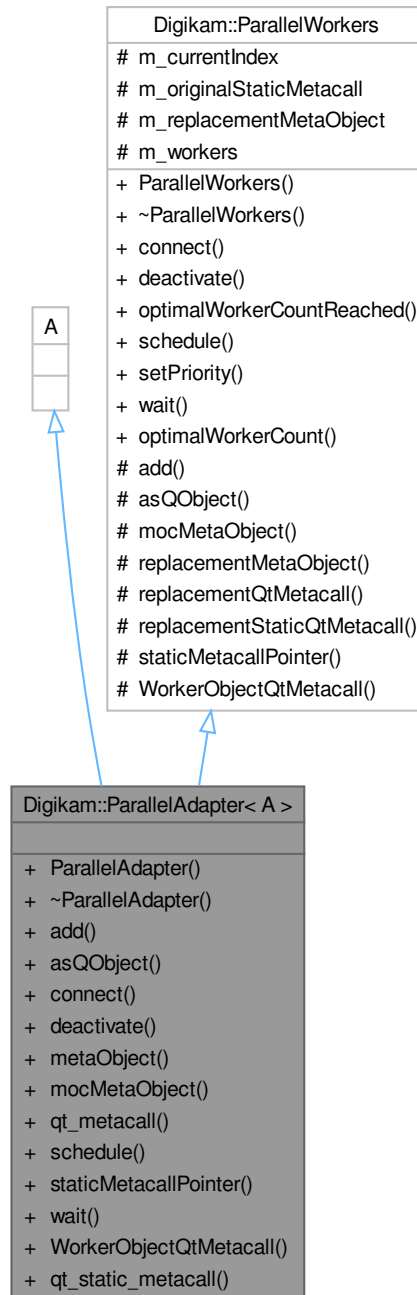 Digikam::ParallelWorkers
# m_currentIndex
# m_originalStaticMetacall
# m_replacementMetaObject
# m_workers
+ ParallelWorkers()
+ ~ParallelWorkers()
+ connect()
+ deactivate()
+ optimalWorkerCountReached()
+ schedule()
+ setPriority()
+ wait()
+ optimalWorkerCount()
# add()
# asQObject()
# mocMetaObject()
# replacementMetaObject()
# replacementQtMetacall()
# replacementStaticQtMetacall()
# staticMetacallPointer()
# WorkerObjectQtMetacall()
A
Digikam::ParallelAdapter< A >
+ ParallelAdapter()
+ ~ParallelAdapter()
+ add()
+ asQObject()
+ connect()
+ deactivate()
+ metaObject()
+ mocMetaObject()
+ qt_metacall()
+ schedule()
+ staticMetacallPointer()
+ wait()
+ WorkerObjectQtMetacall()
+ qt_static_metacall()